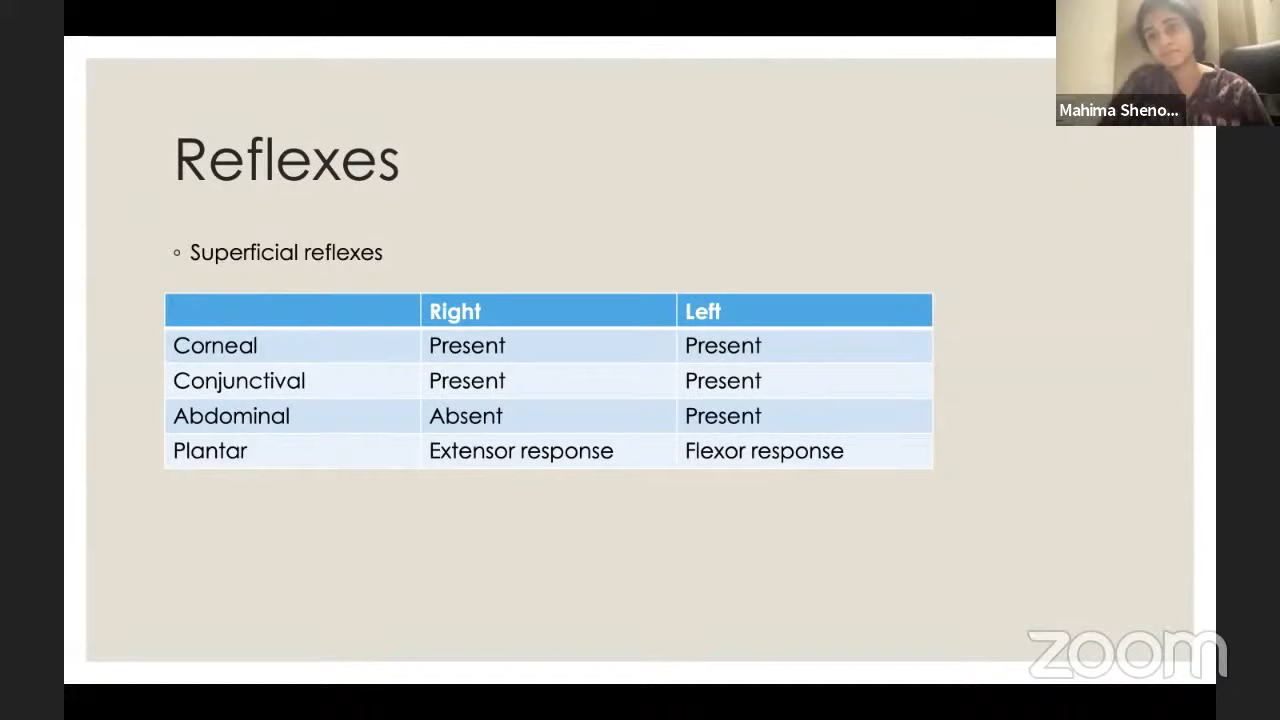 Mahima Sheno...
Reflexes
◦ Superficial reflexes
Right Left
Corneal Present Present
Conjunctival Present Present
Abdominal Absent Present
Plantar Extensor response Flexor response
zoom